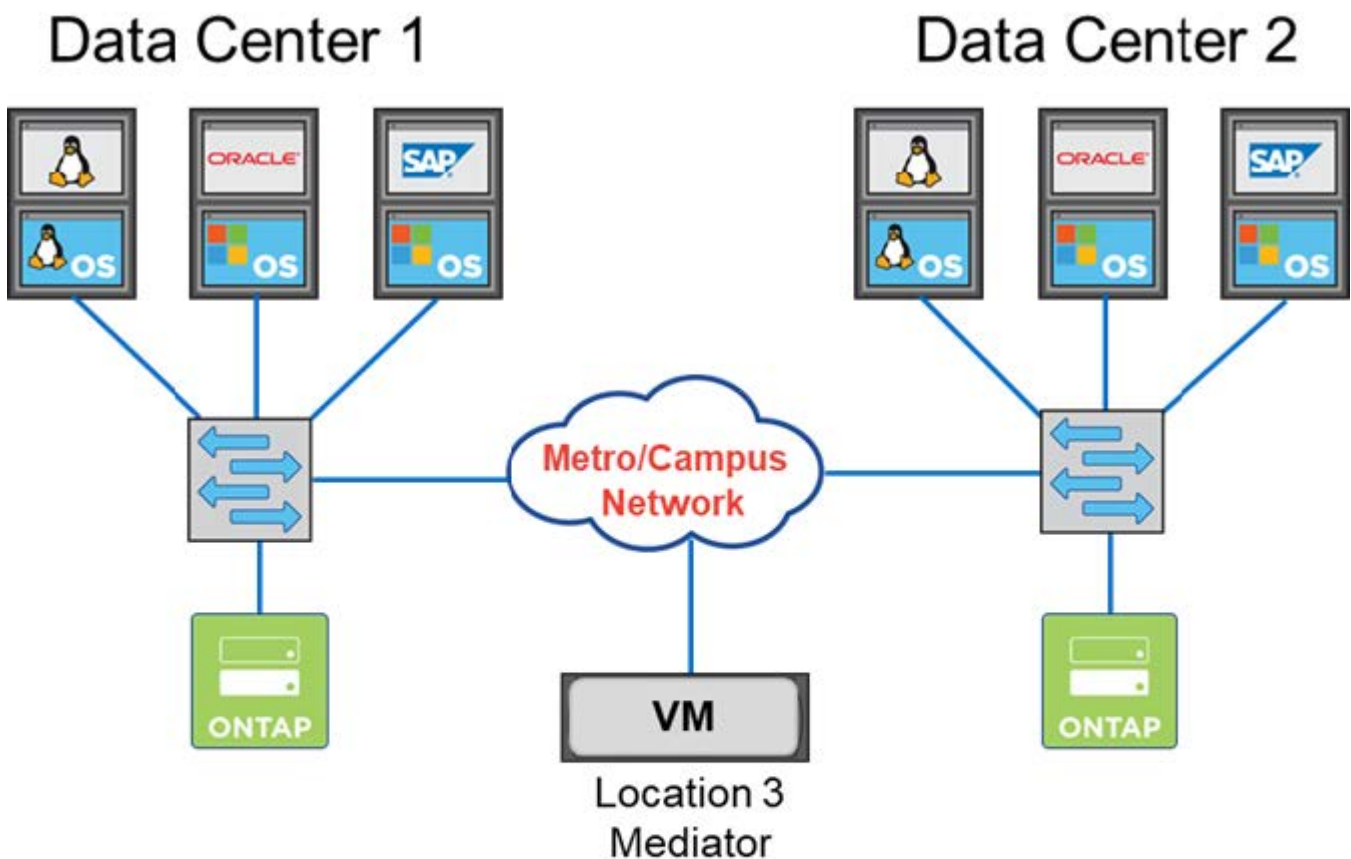 Data Center 1
Data Center 2
ORACLE
SAP
OS
OS
OS
ORACLE
SAP
OS
OS
OS
Metro/Campus
Network
ONTAP
VM
ONTAP
Location 3
Mediator